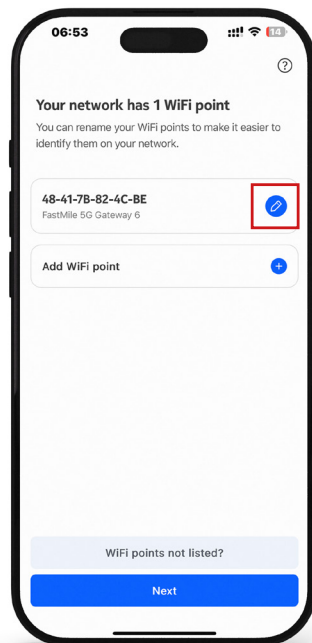 06:53
14
Your network has 1 WiFi point
You can rename your WiFi points to make it easier to
identify them on your network.
48-41-7B-82-4C-BE
FastMile 5G Gateway 6
Add WiFi point
WiFi points not listed?
Next